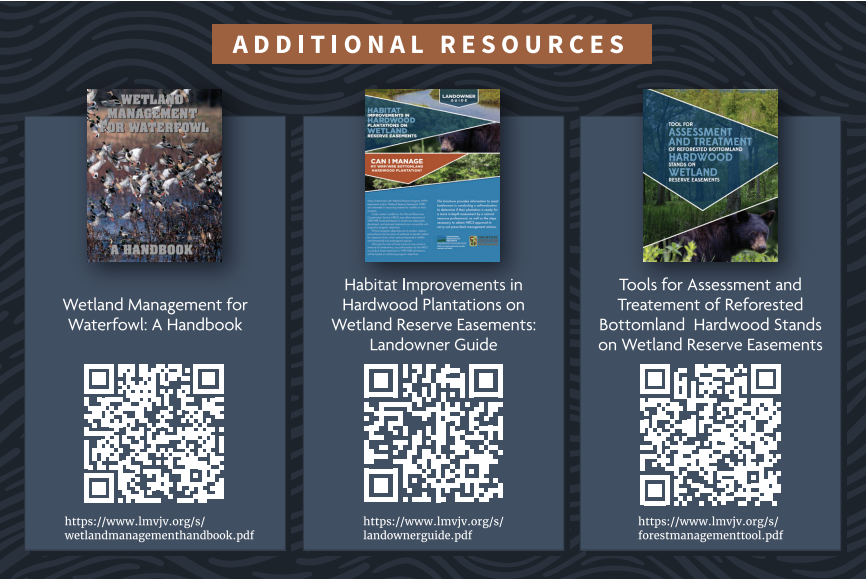 ADDITIONAL RESOURCES
WETLAND
MANAGEMENT
FOR WATERFOWL
A HANDBOOK
Wetland Management for
Waterfowl: A Handbook
https://www.lmvjv.org/s/
wetlandmanagementhandbook.pdf
LANDOWNER
GUIDE
HABITAT
IMPROVEMENTS IN
HARDWOOD
PLANTATIONS ON
WETLAND
RESERVE EASEMENTS
CAN I MANAGE
MY WRP/WRE BOTTOMLAND
HARDWOOD PLANTATION?
Habitat Improvements in
Hardwood Plantations on
Wetland Reserve Easements:
Landowner Guide
https://www.lmvjv.org/s/
landownerguide.pdf
TOOL FOR
ASSESSMENT
AND TREATMENT
OF REFORESTED BOTTOMLAND
HARDWOOD
STANDS ON
WETLAND
RESERVE EASEMENTS
Tools for Assessment and
Treatement of Reforested
Bottomland Hardwood Stands
on Wetland Reserve Easements
https://www.lmvjv.org/s/
forestmanagementtool.pdf